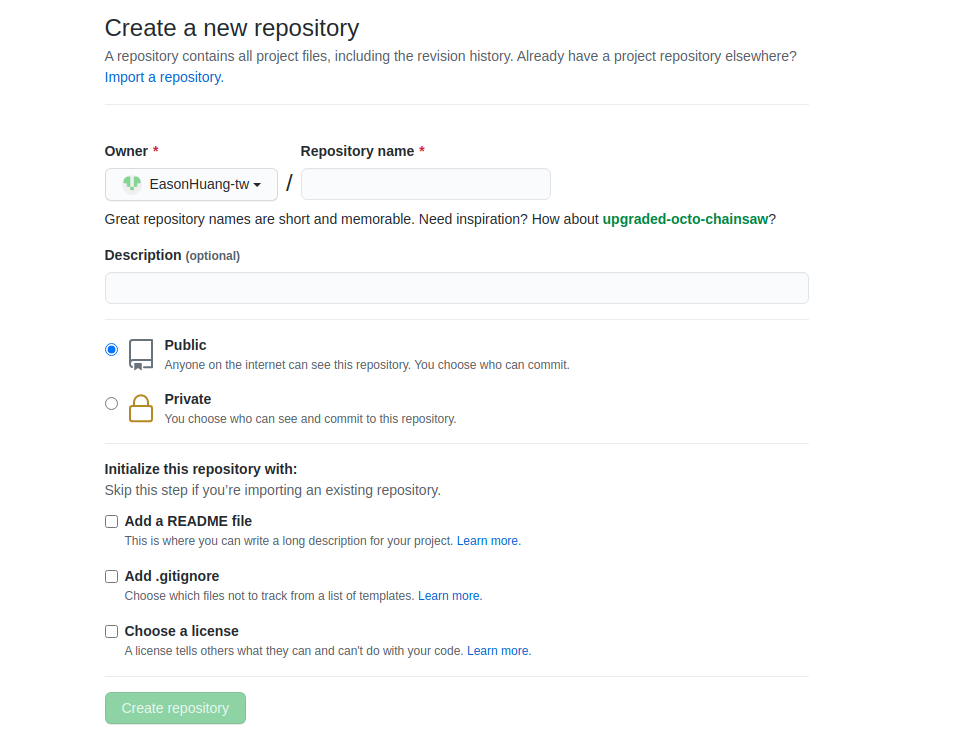 Create a new repository
A repository contains all project files, including the revision history. Already have a project repository elsewhere?
Import a repository.
Owner * Repository name *
EasonHuang-tw /
Great repository names are short and memorable. Need inspiration? How about upgraded-octo-chainsaw?
Description (optional)
Public
Anyone on the internet can see this repository. You choose who can commit.
Private
You choose who can see and commit to this repository.
Initialize this repository with:
Skip this step if you’re importing an existing repository.
Add a README file
This is where you can write a long description for your project. Learn more.
Add .gitignore
Choose which files not to track from a list of templates. Learn more.
Choose a license
A license tells others what they can and can't do with your code. Learn more.
Create repository